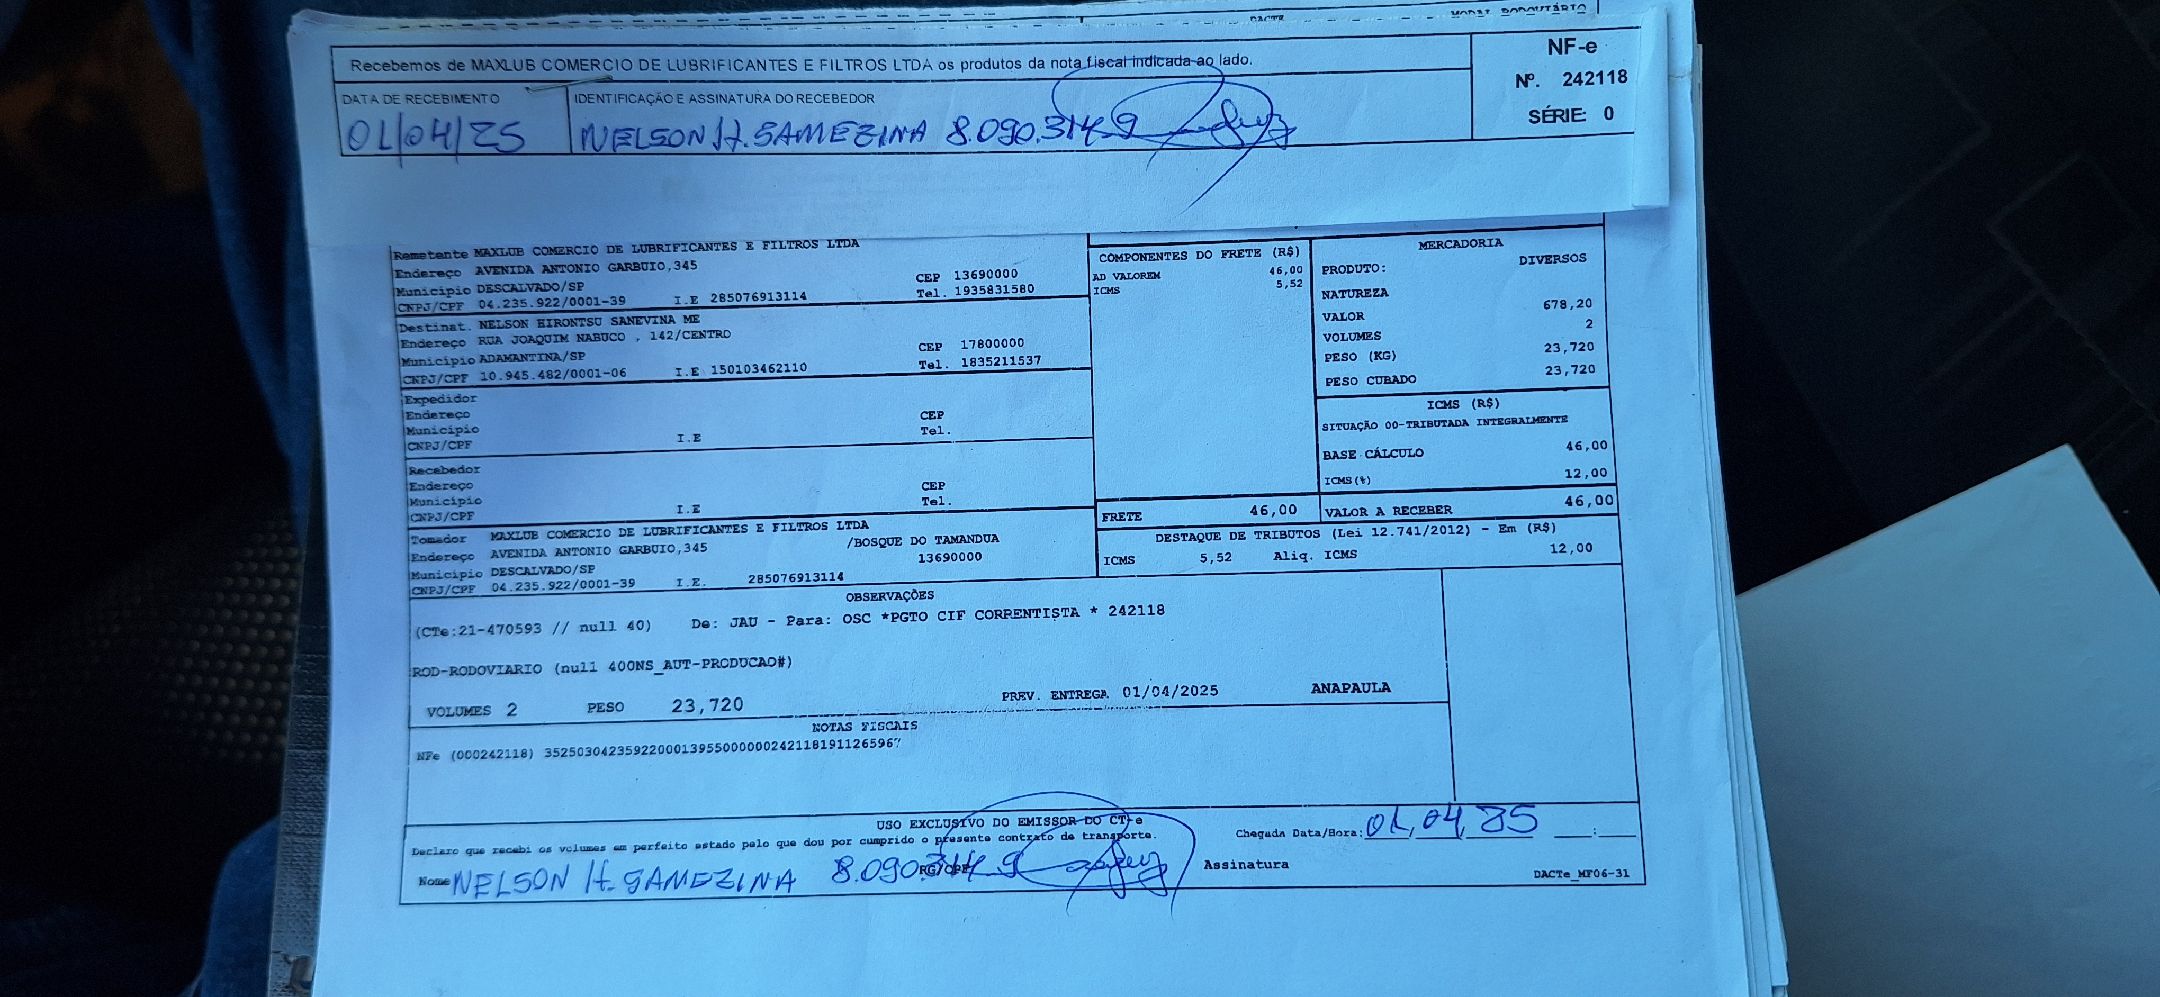 DACTE MODAL RODOVIÁRIO
Recebemos de MAXLUB COMERCIO DE LUBRIFICANTES E FILTROS LTDA os produtos da nota fiscal indicada ao lado.
NF-e
Nº. 242118
SÉRIE: 0
DATA DE RECEBIMENTO
01/04/25
IDENTIFICAÇÃO E ASSINATURA DO RECEBEDOR
NELSON H. SAMEZINA 8.090.314 9
Remetente MAXLUB COMERCIO DE LUBRIFICANTES E FILTROS LTDA
Endereço AVENIDA ANTONIO GARBUIO,345 CEP 13690000
Município DESCALVADO/SP Tel. 1935831580
CNPJ/CPF 04.235.922/0001-39 I.E 285076913114
Destinat. NELSON HIRONTSU SANEVINA ME
Endereço RUA JOAQUIM NABUCO , 142/CENTRO CEP 17800000
Município ADAMANTINA/SP Tel. 1835211537
CNPJ/CPF 10.945.482/0001-06 I.E 150103462110
Expedidor
Endereço CEP
Município Tel.
CNPJ/CPF I.E
Recebedor
Endereço CEP
Município Tel.
CNPJ/CPF I.E
Tomador MAXLUB COMERCIO DE LUBRIFICANTES E FILTROS LTDA
Endereço AVENIDA ANTONIO GARBUIO,345 /BOSQUE DO TAMANDUA
Município DESCALVADO/SP 13690000
CNPJ/CPF 04.235.922/0001-39 I.E. 285076913114
COMPONENTES DO FRETE (R$)
AD VALOREM 46,00
ICMS 5,52
FRETE 46,00
MERCADORIA
PRODUTO: DIVERSOS
NATUREZA
VALOR 678,20
VOLUMES 2
PESO (KG) 23,720
PESO CUBADO 23,720
ICMS (R$)
SITUAÇÃO 00-TRIBUTADA INTEGRALMENTE
BASE CÁLCULO 46,00
ICMS(%) 12,00
VALOR A RECEBER 46,00
DESTAQUE DE TRIBUTOS (Lei 12.741/2012) - Em (R$)
ICMS 5,52 Aliq. ICMS 12,00
OBSERVAÇÕES
(CTe:21-470593 // null 40) De: JAU - Para: OSC *PGTO CIF CORRENTISTA * 242118
ROD-RODOVIARIO (null 400NS_AUT-PRODUCAO#)
VOLUMES 2 PESO 23,720 PREV. ENTREGA 01/04/2025 ANAPAULA
NOTAS FISCAIS
NFe (000242118) 35250304235922000139550000002421181911265967
USO EXCLUSIVO DO EMISSOR DO CT-e
Declaro que recebi os volumes em perfeito estado pelo que dou por cumprido o presente contrato de transporte.
Chegada Data/Hora: 01,04,25 __:__
Nome NELSON H. SAMEZINA RG/CPF 8.090.314 9 Assinatura
DACTe_MF06-31